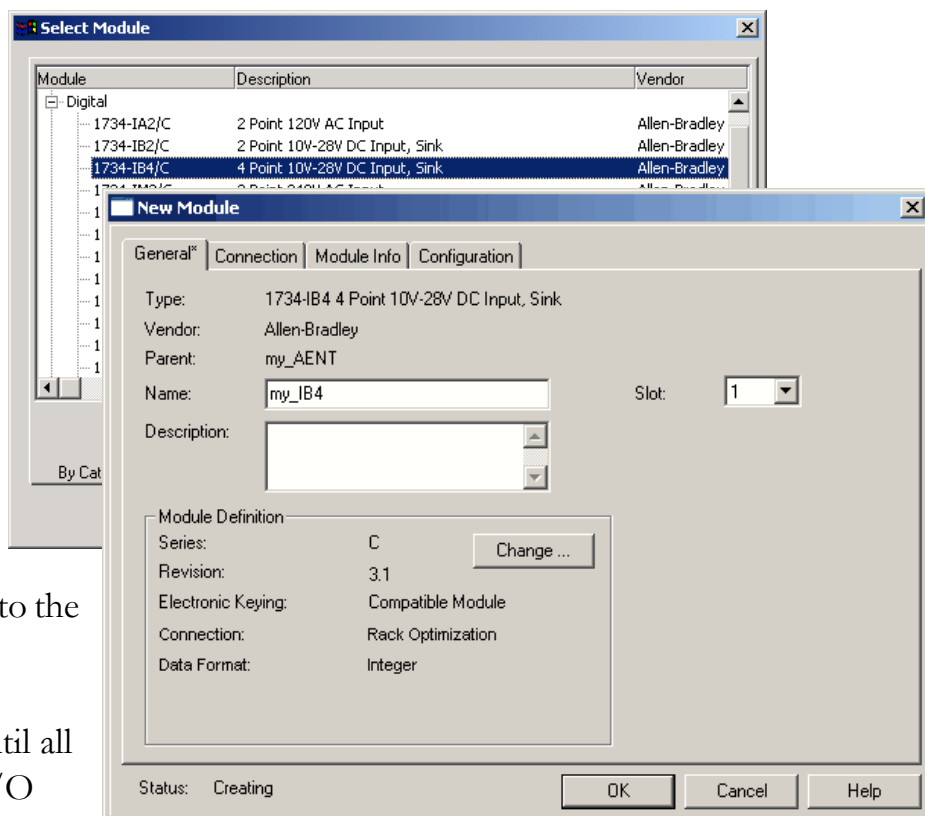 Select Module
Module Description Vendor
Digital
1734-IA2/C 2 Point 120V AC Input Allen-Bradley
1734-IB2/C 2 Point 10V-28V DC Input, Sink Allen-Bradley
1734-IB4/C 4 Point 10V-28V DC Input, Sink Allen-Bradley
By Cat
New Module
General* Connection Module Info Configuration
Type: 1734-IB4 4 Point 10V-28V DC Input, Sink
Vendor: Allen-Bradley
Parent: my_AENT
Name: my_IB4 Slot: 1
Description:
Module Definition
Series: C Change ...
Revision: 3.1
Electronic Keying: Compatible Module
Connection: Rack Optimization
Data Format: Integer
Status: Creating OK Cancel Help
to the
til all
/O